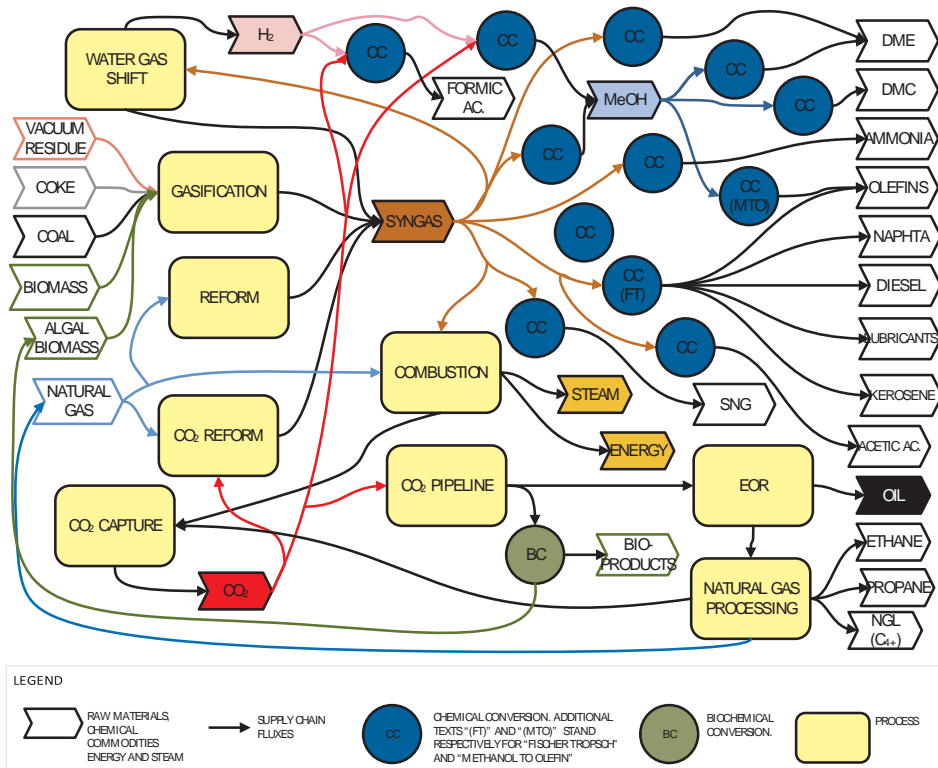 H₂
CC
CC
CC
DME
WATER GAS
SHIFT
CC
FORMIC
AC.
MeOH
CC
DMC
VACUUM
RESIDUE
AMMONIA
CC
CC
COKE
GASIFICATION
CC
(MTO)
OLEFINS
COAL
SYNGAS
CC
NAPHTA
BIOMASS
REFORM
CC
(FT)
DIESEL
ALGAL
BIOMASS
CC
CC
LUBRICANTS
NATURAL
GAS
COMBUSTION
STEAM
SNG
KEROSENE
CO₂ REFORM
ENERGY
ACETIC AC.
CO₂ PIPELINE
EOR
OIL
CO₂ CAPTURE
BC
BIO-
PRODUCTS
ETHANE
CO₂
NATURAL GAS
PROCESSING
PROPANE
NGL
(C₄₊)
LEGEND
RAW MATERIALS,
CHEMICAL
COMMODITIES
ENERGY AND STEAM
SUPPLY CHAIN
FLUXES
CC
CHEMICAL CONVERSION. ADDITIONAL
TEXTS "(FT)" AND "(MTO)" STAND
RESPECTIVELY FOR "FISCHER TROPSCH"
AND "METHANOL TO OLEFIN"
BC
BIOCHEMICAL
CONVERSION.
PROCESS